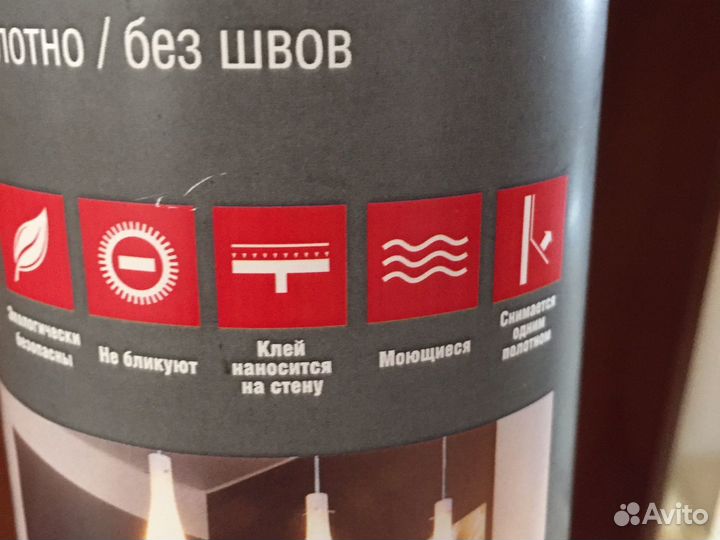 лотно / без швов
Экологически
безопасны
Не бликуют
Клей
наносится
на стену
Моющиеся
Снимается
одним
полотном
Avito